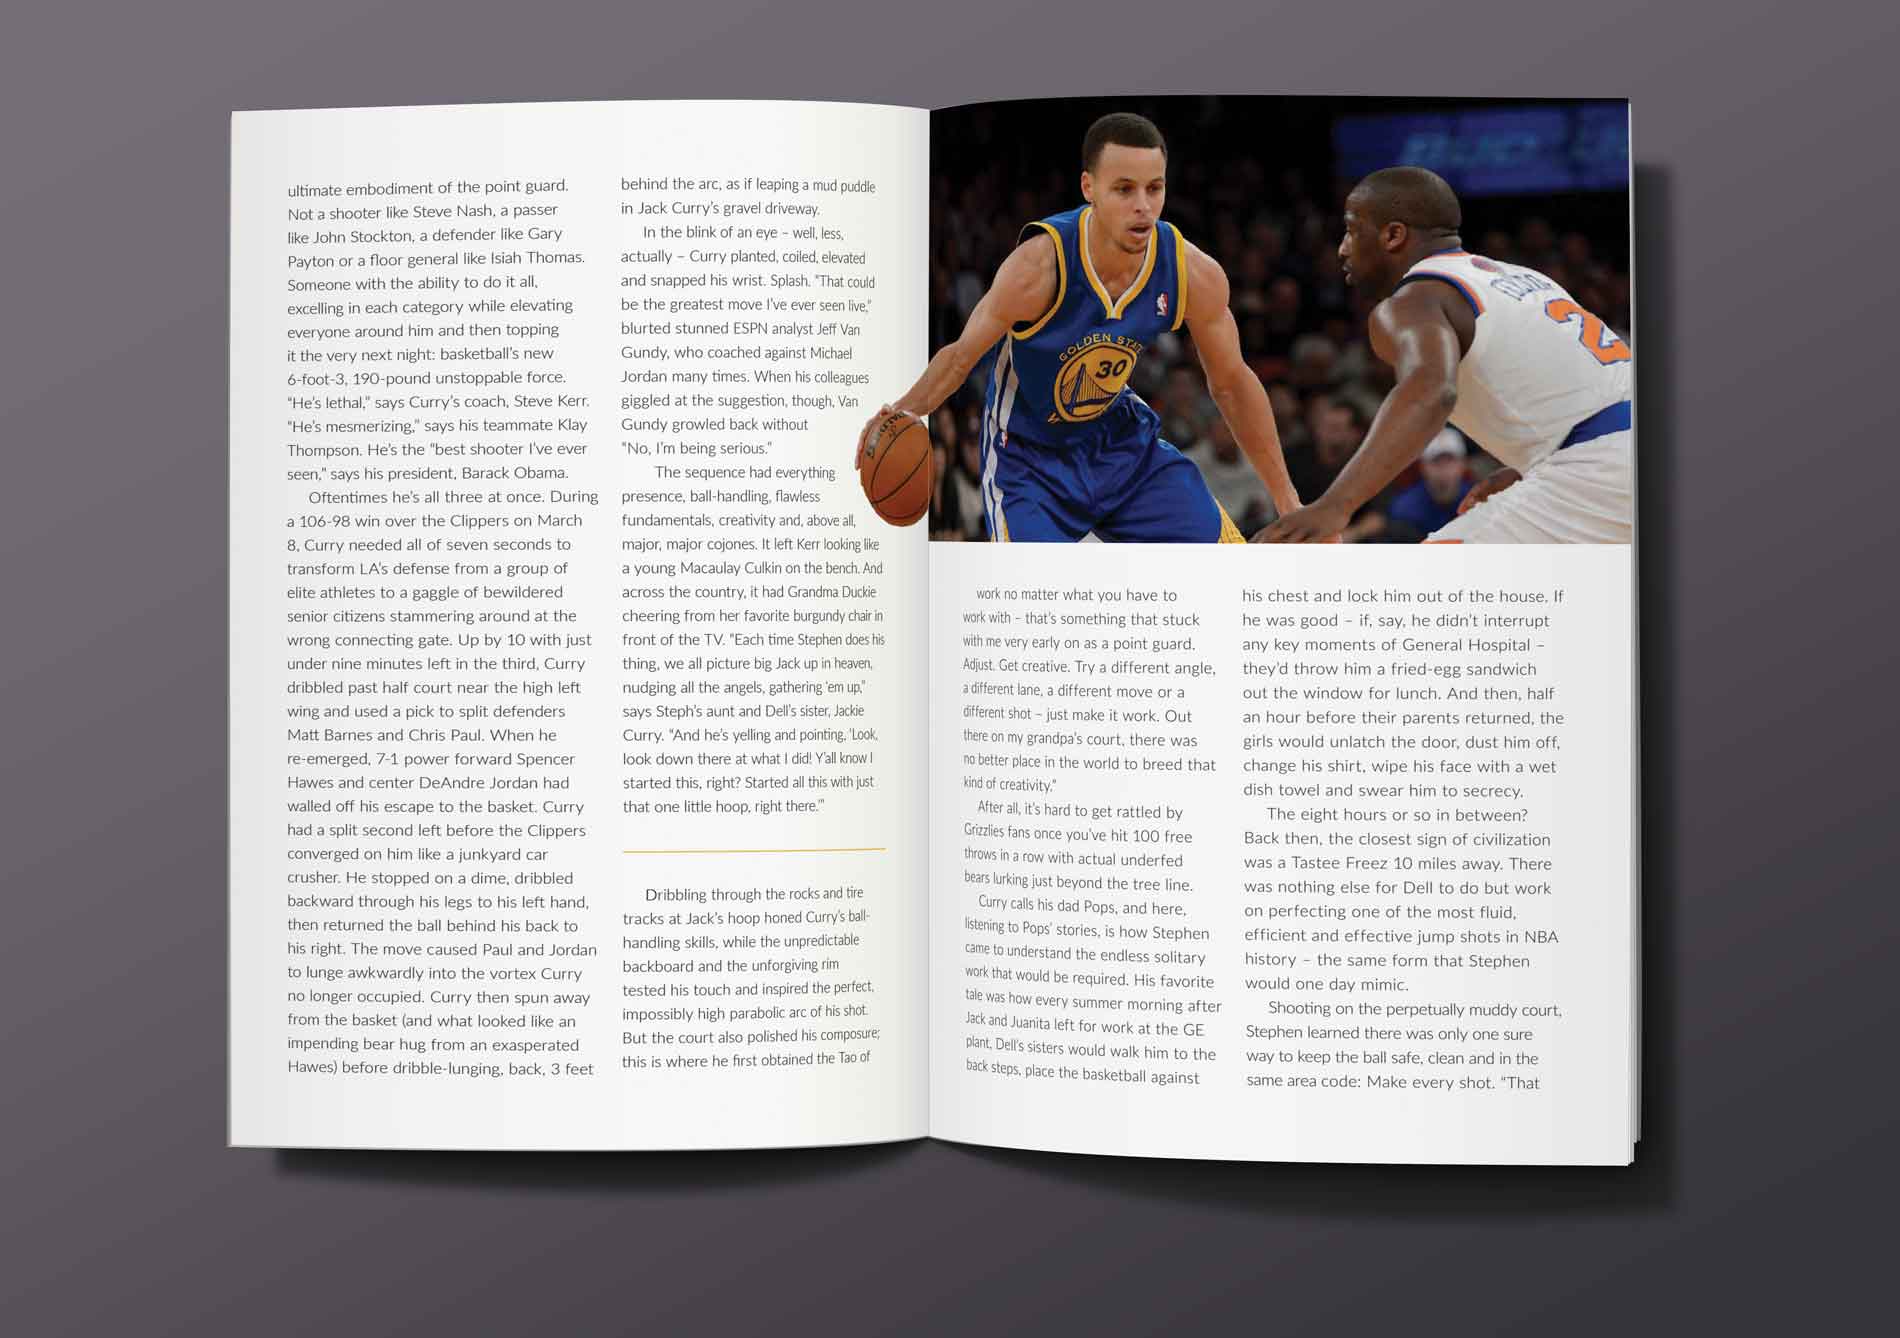 ultimate embodiment of the point guard.
Not a shooter like Steve Nash, a passer
like John Stockton, a defender like Gary
Payton or a floor general like Isiah Thomas.
Someone with the ability to do it all,
excelling in each category while elevating
everyone around him and then topping
it the very next night: basketball's new
6-foot-3, 190-pound unstoppable force.
"He's lethal," says Curry's coach, Steve Kerr.
"He's mesmerizing," says his teammate Klay
Thompson. He's the "best shooter I've ever
seen," says his president, Barack Obama.
Oftentimes he's all three at once. During
a 106-98 win over the Clippers on March
8, Curry needed all of seven seconds to
transform LA's defense from a group of
elite athletes to a gaggle of bewildered
senior citizens stammering around at the
wrong connecting gate. Up by 10 with just
under nine minutes left in the third, Curry
dribbled past half court near the high left
wing and used a pick to split defenders
Matt Barnes and Chris Paul. When he
re-emerged, 7-1 power forward Spencer
Hawes and center DeAndre Jordan had
walled off his escape to the basket. Curry
had a split second left before the Clippers
converged on him like a junkyard car
crusher. He stopped on a dime, dribbled
backward through his legs to his left hand,
then returned the ball behind his back to
his right. The move caused Paul and Jordan
to lunge awkwardly into the vortex Curry
no longer occupied. Curry then spun away
from the basket (and what looked like an
impending bear hug from an exasperated
Hawes) before dribble-lunging, back, 3 feet
behind the arc, as if leaping a mud puddle
in Jack Curry's gravel driveway.
In the blink of an eye – well, less,
actually – Curry planted, coiled, elevated
and snapped his wrist. Splash. "That could
be the greatest move I've ever seen live,"
blurted stunned ESPN analyst Jeff Van
Gundy, who coached against Michael
Jordan many times. When his colleagues
giggled at the suggestion, though, Van
Gundy growled back without
"No, I'm being serious."
The sequence had everything
presence, ball-handling, flawless
fundamentals, creativity and, above all,
major, major cojones. It left Kerr looking like
a young Macaulay Culkin on the bench. And
across the country, it had Grandma Duckie
cheering from her favorite burgundy chair in
front of the TV. "Each time Stephen does his
thing, we all picture big Jack up in heaven,
nudging all the angels, gathering 'em up,"
says Steph's aunt and Dell's sister, Jackie
Curry. "And he's yelling and pointing, 'Look,
look down there at what I did! Y'all know I
started this, right? Started all this with just
that one little hoop, right there.'"
Dribbling through the rocks and tire
tracks at Jack's hoop honed Curry's ball-
handling skills, while the unpredictable
backboard and the unforgiving rim
tested his touch and inspired the perfect,
impossibly high parabolic arc of his shot.
But the court also polished his composure;
this is where he first obtained the Tao of
GOLDEN STATE
30
2
work no matter what you have to
work with – that's something that stuck
with me very early on as a point guard.
Adjust. Get creative. Try a different angle,
a different lane, a different move or a
different shot – just make it work. Out
there on my grandpa's court, there was
no better place in the world to breed that
kind of creativity."
After all, it's hard to get rattled by
Grizzlies fans once you've hit 100 free
throws in a row with actual underfed
bears lurking just beyond the tree line.
Curry calls his dad Pops, and here,
listening to Pops' stories, is how Stephen
came to understand the endless solitary
work that would be required. His favorite
tale was how every summer morning after
Jack and Juanita left for work at the GE
plant, Dell's sisters would walk him to the
back steps, place the basketball against
his chest and lock him out of the house. If
he was good – if, say, he didn't interrupt
any key moments of General Hospital –
they'd throw him a fried-egg sandwich
out the window for lunch. And then, half
an hour before their parents returned, the
girls would unlatch the door, dust him off,
change his shirt, wipe his face with a wet
dish towel and swear him to secrecy.
The eight hours or so in between?
Back then, the closest sign of civilization
was a Tastee Freez 10 miles away. There
was nothing else for Dell to do but work
on perfecting one of the most fluid,
efficient and effective jump shots in NBA
history – the same form that Stephen
would one day mimic.
Shooting on the perpetually muddy court,
Stephen learned there was only one sure
way to keep the ball safe, clean and in the
same area code: Make every shot. "That